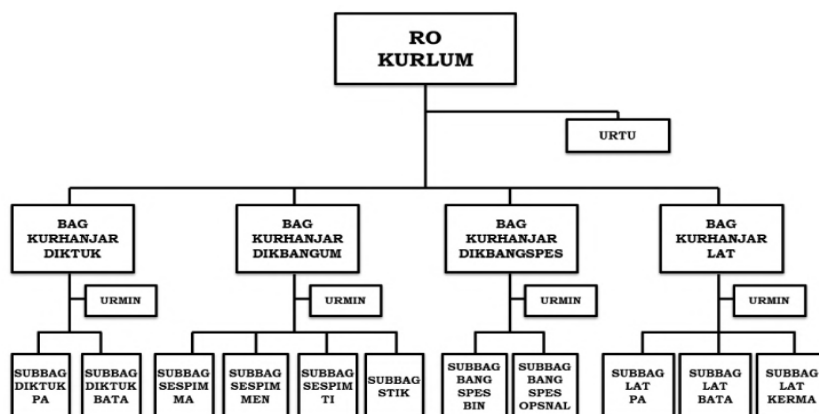 RO
KURLUM
URTU
BAG
KURHANJAR
DIKTUK
BAG
KURHANJAR
DIKBANGUM
BAG
KURHANJAR
DIKBANGSPES
BAG
KURHANJAR
LAT
URMIN
URMIN
URMIN
URMIN
SUBBAG
DIKTUK
PA
SUBBAG
DIKTUK
BATA
SUBBAG
SESPIM
MA
SUBBAG
SESPIM
MEN
SUBBAG
SESPIM
TI
SUBBAG
STIK
SUBBAG
BANG
SPES
BIN
SUBBAG
BANG
SPES
OPSNAL
SUBBAG
LAT
PA
SUBBAG
LAT
BATA
SUBBAG
LAT
KERMA